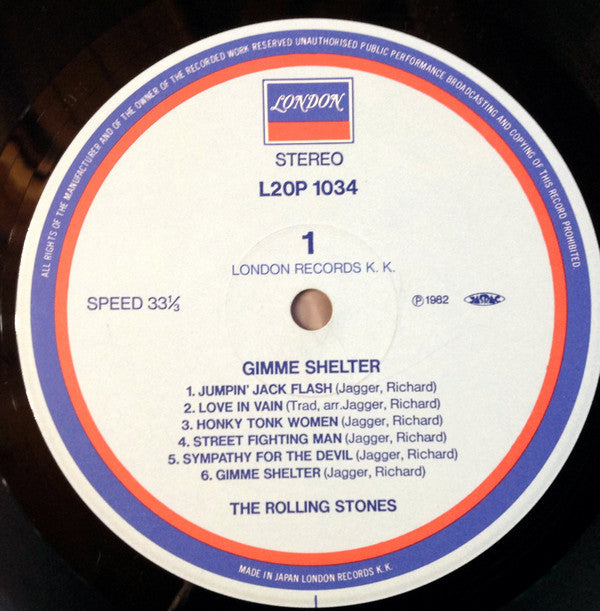 ALL RIGHTS OF THE MANUFACTURER AND OF THE OWNER OF THE RECORDED WORK RESERVED UNAUTHORISED PUBLIC PERFORMANCE BROADCASTING AND COPYING OF THIS RECORD PROHIBITED
LONDON
STEREO
L20P 1034
1
LONDON RECORDS K. K.
SPEED 33⅓
℗ 1982 JASRAC
GIMME SHELTER
1. JUMPIN' JACK FLASH (Jagger, Richard)
2. LOVE IN VAIN (Trad, arr.Jagger, Richard)
3. HONKY TONK WOMEN (Jagger, Richard)
4. STREET FIGHTING MAN (Jagger, Richard)
5. SYMPATHY FOR THE DEVIL (Jagger, Richard)
6. GIMME SHELTER (Jagger, Richard)
THE ROLLING STONES
MADE IN JAPAN LONDON RECORDS K. K.